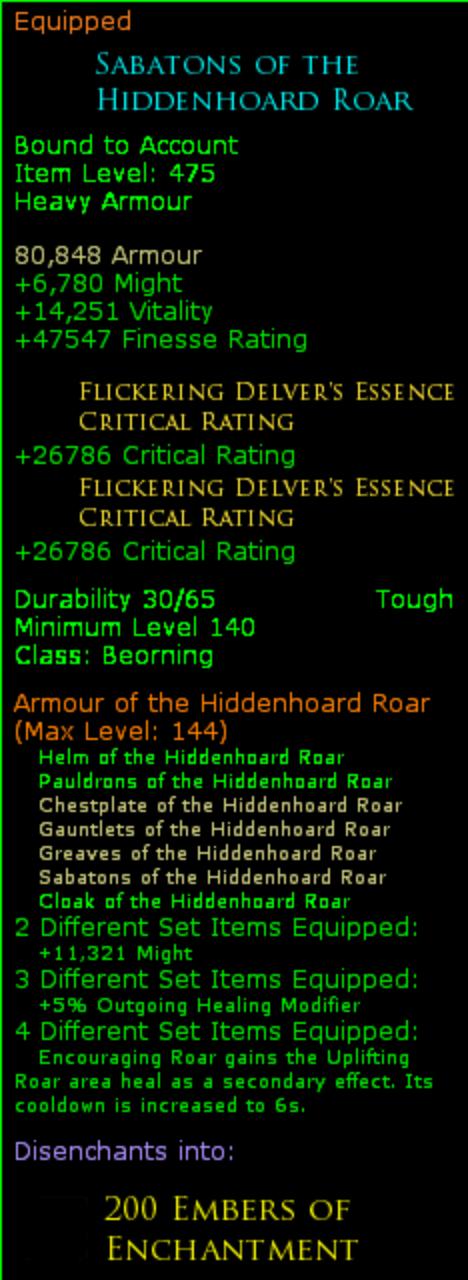 Equipped
Sabatons of the
Hiddenhoard Roar
Bound to Account
Item Level: 475
Heavy Armour
80,848 Armour
+6,780 Might
+14,251 Vitality
+47547 Finesse Rating
Flickering Delver's Essence
Critical Rating
+26786 Critical Rating
Flickering Delver's Essence
Critical Rating
+26786 Critical Rating
Durability 30/65 Tough
Minimum Level 140
Class: Beorning
Armour of the Hiddenhoard Roar
(Max Level: 144)
Helm of the Hiddenhoard Roar
Pauldrons of the Hiddenhoard Roar
Chestplate of the Hiddenhoard Roar
Gauntlets of the Hiddenhoard Roar
Greaves of the Hiddenhoard Roar
Sabatons of the Hiddenhoard Roar
Cloak of the Hiddenhoard Roar
2 Different Set Items Equipped:
+11,321 Might
3 Different Set Items Equipped:
+5% Outgoing Healing Modifier
4 Different Set Items Equipped:
Encouraging Roar gains the Uplifting
Roar area heal as a secondary effect. Its
cooldown is increased to 6s.
Disenchants into:
200 Embers of
Enchantment